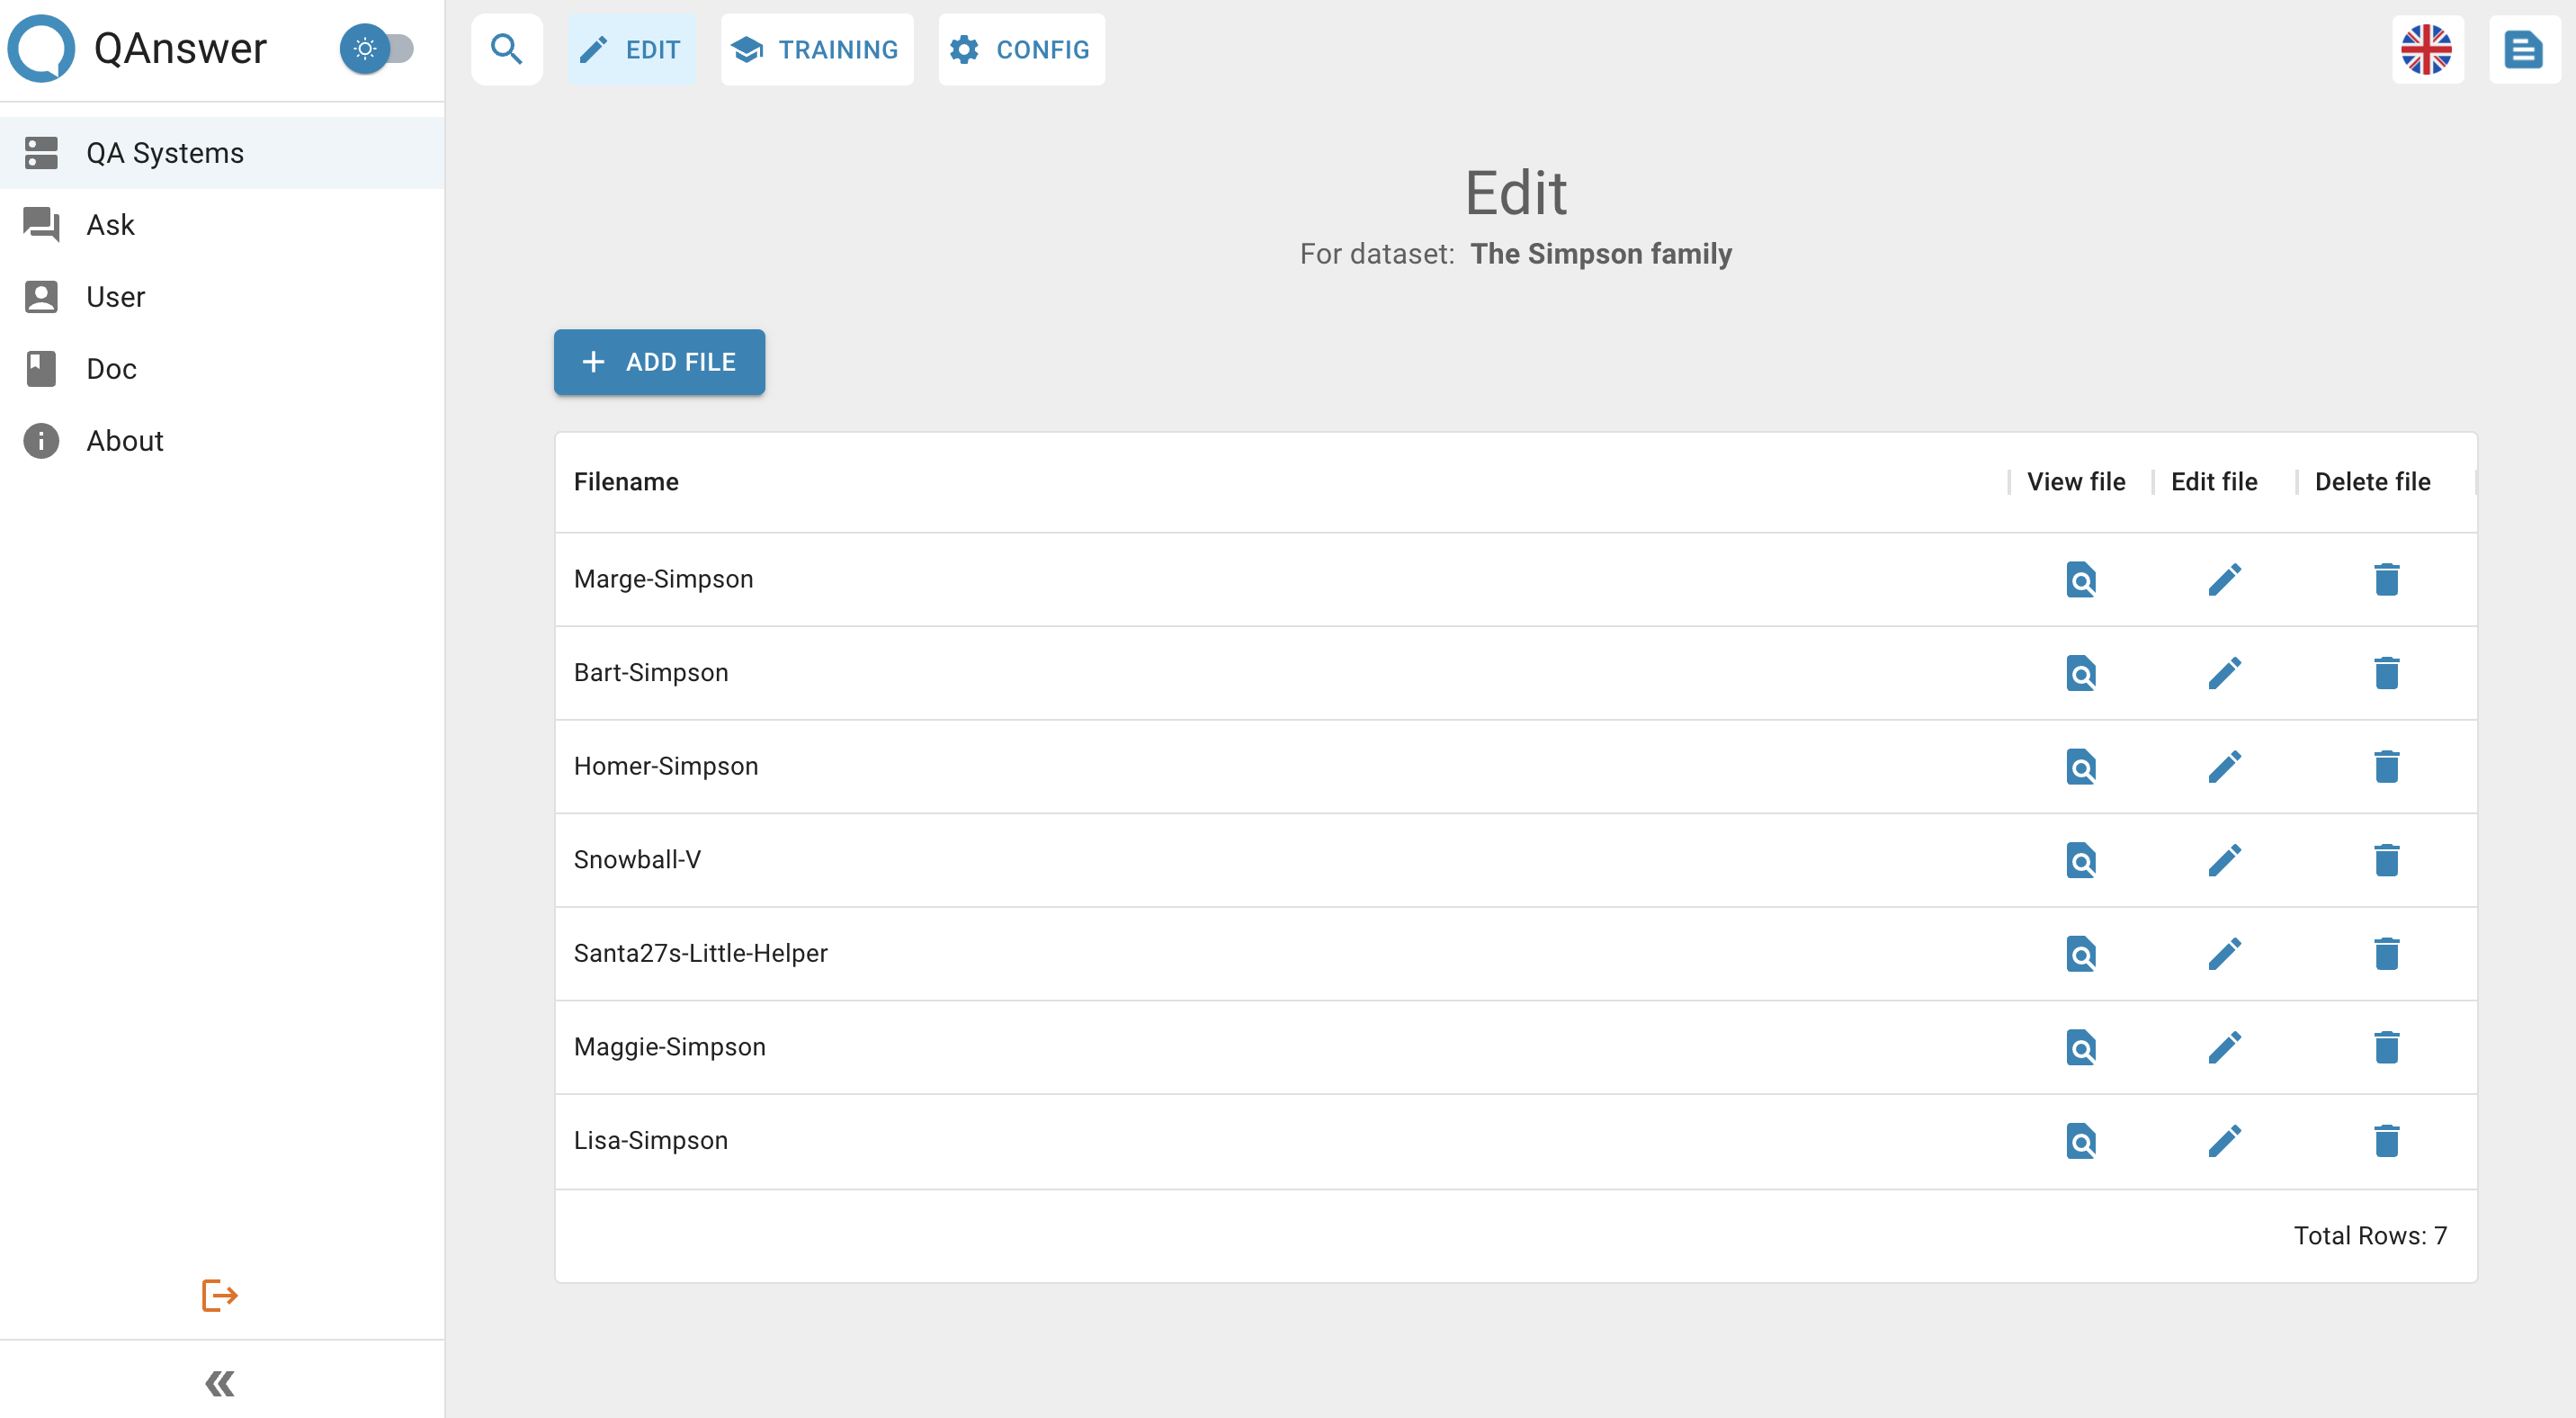 QAnswer
EDIT
TRAINING
CONFIG
QA Systems
Ask
User
Doc
About
Edit
For dataset: The Simpson family
ADD FILE
Filename View file Edit file Delete file
Marge-Simpson
Bart-Simpson
Homer-Simpson
Snowball-V
Santa27s-Little-Helper
Maggie-Simpson
Lisa-Simpson
Total Rows: 7